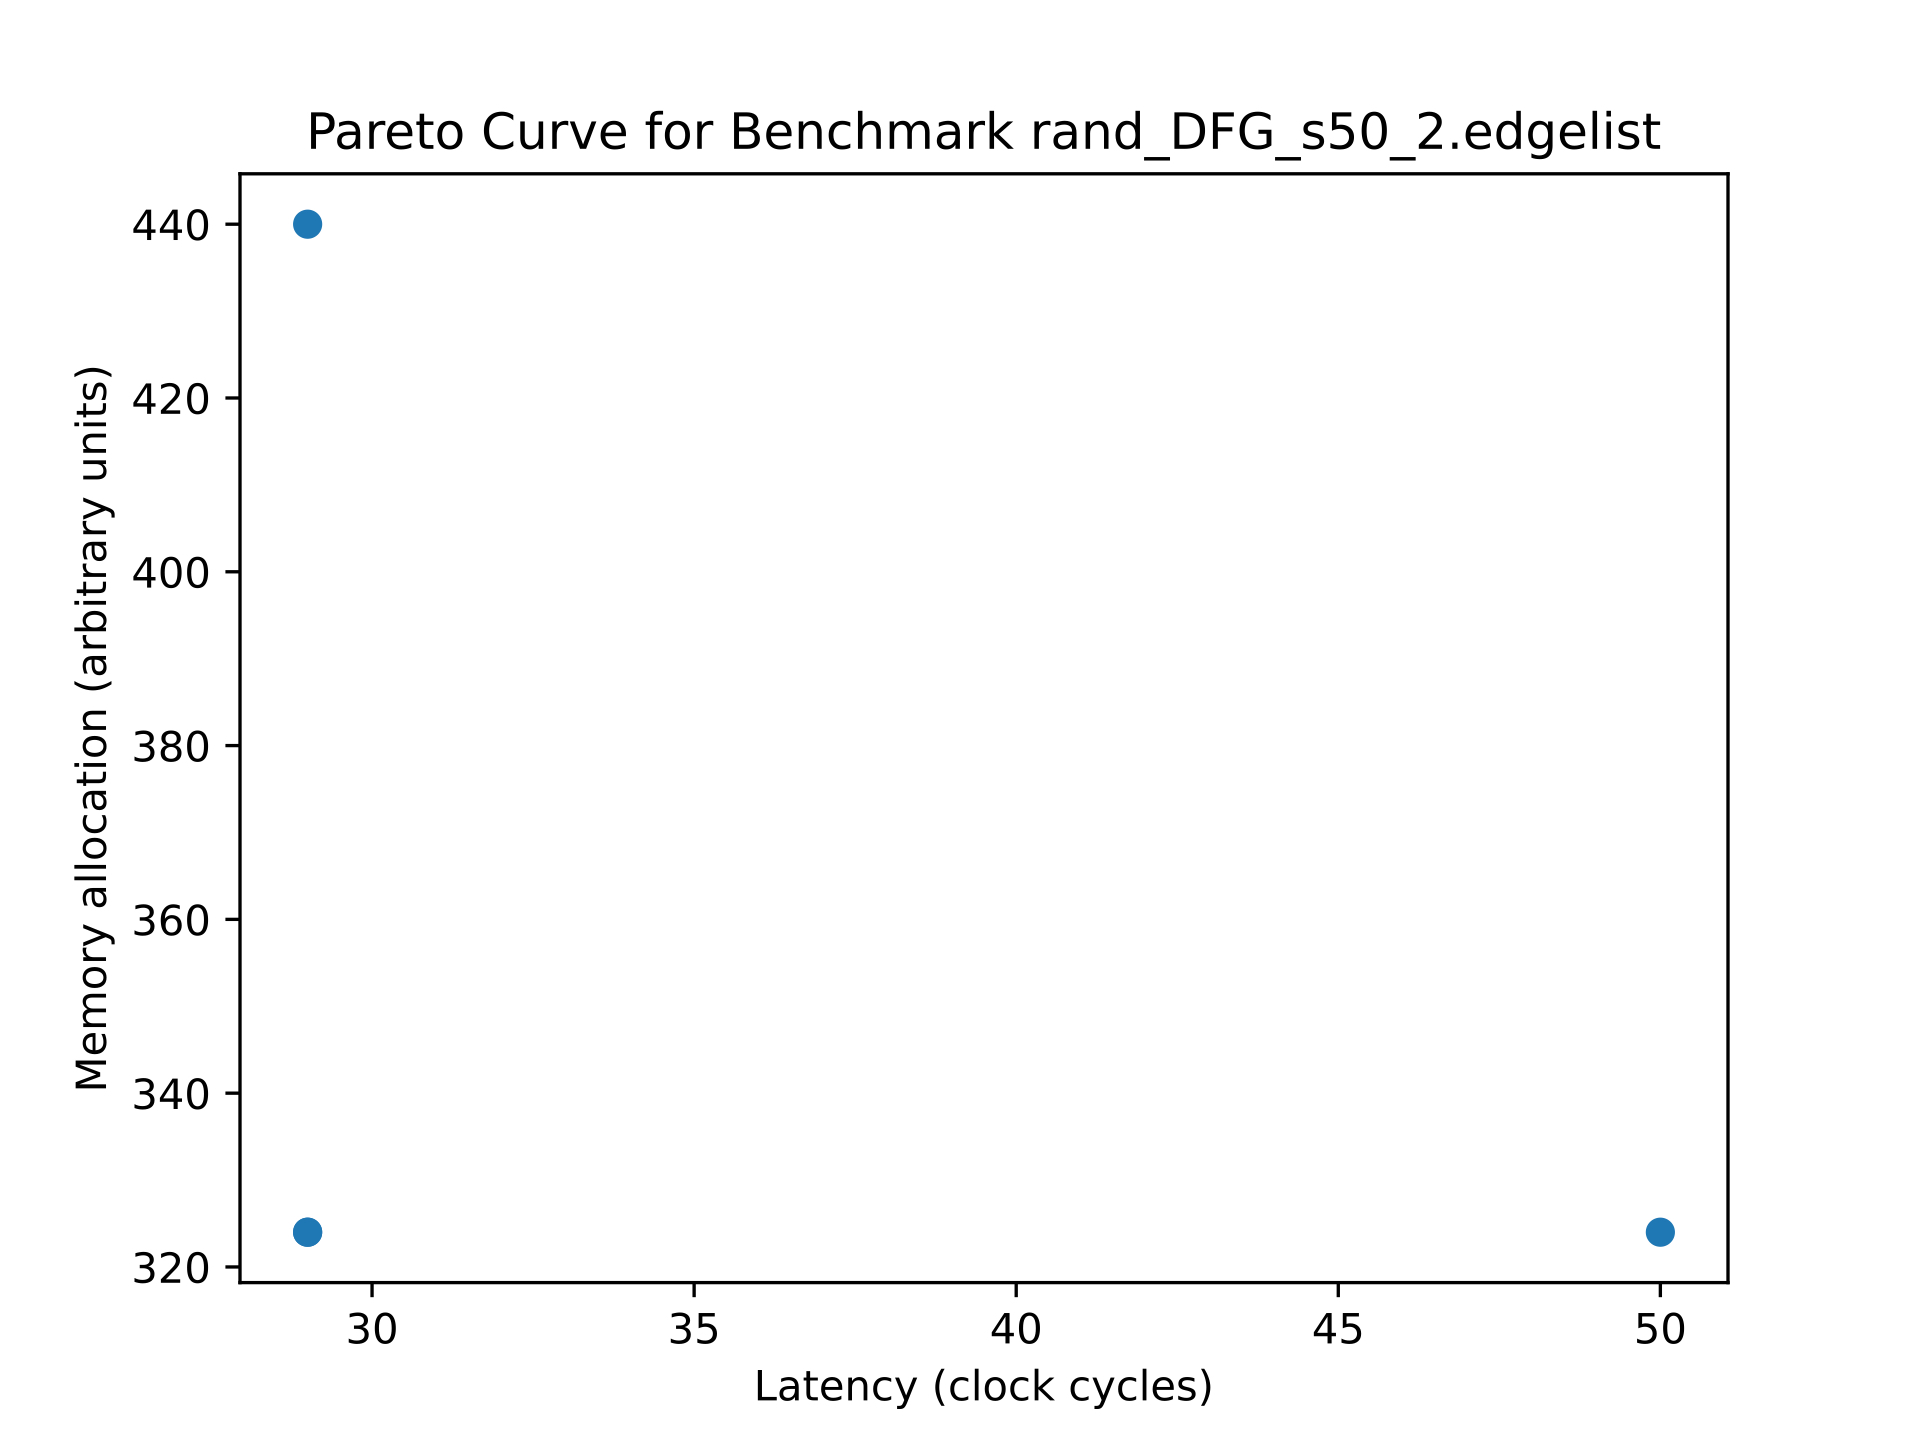 Pareto Curve for Benchmark rand_DFG_s50_2.edgelist
440
420
400
380
360
340
320
Memory allocation (arbitrary units)
30 35 40 45 50
Latency (clock cycles)